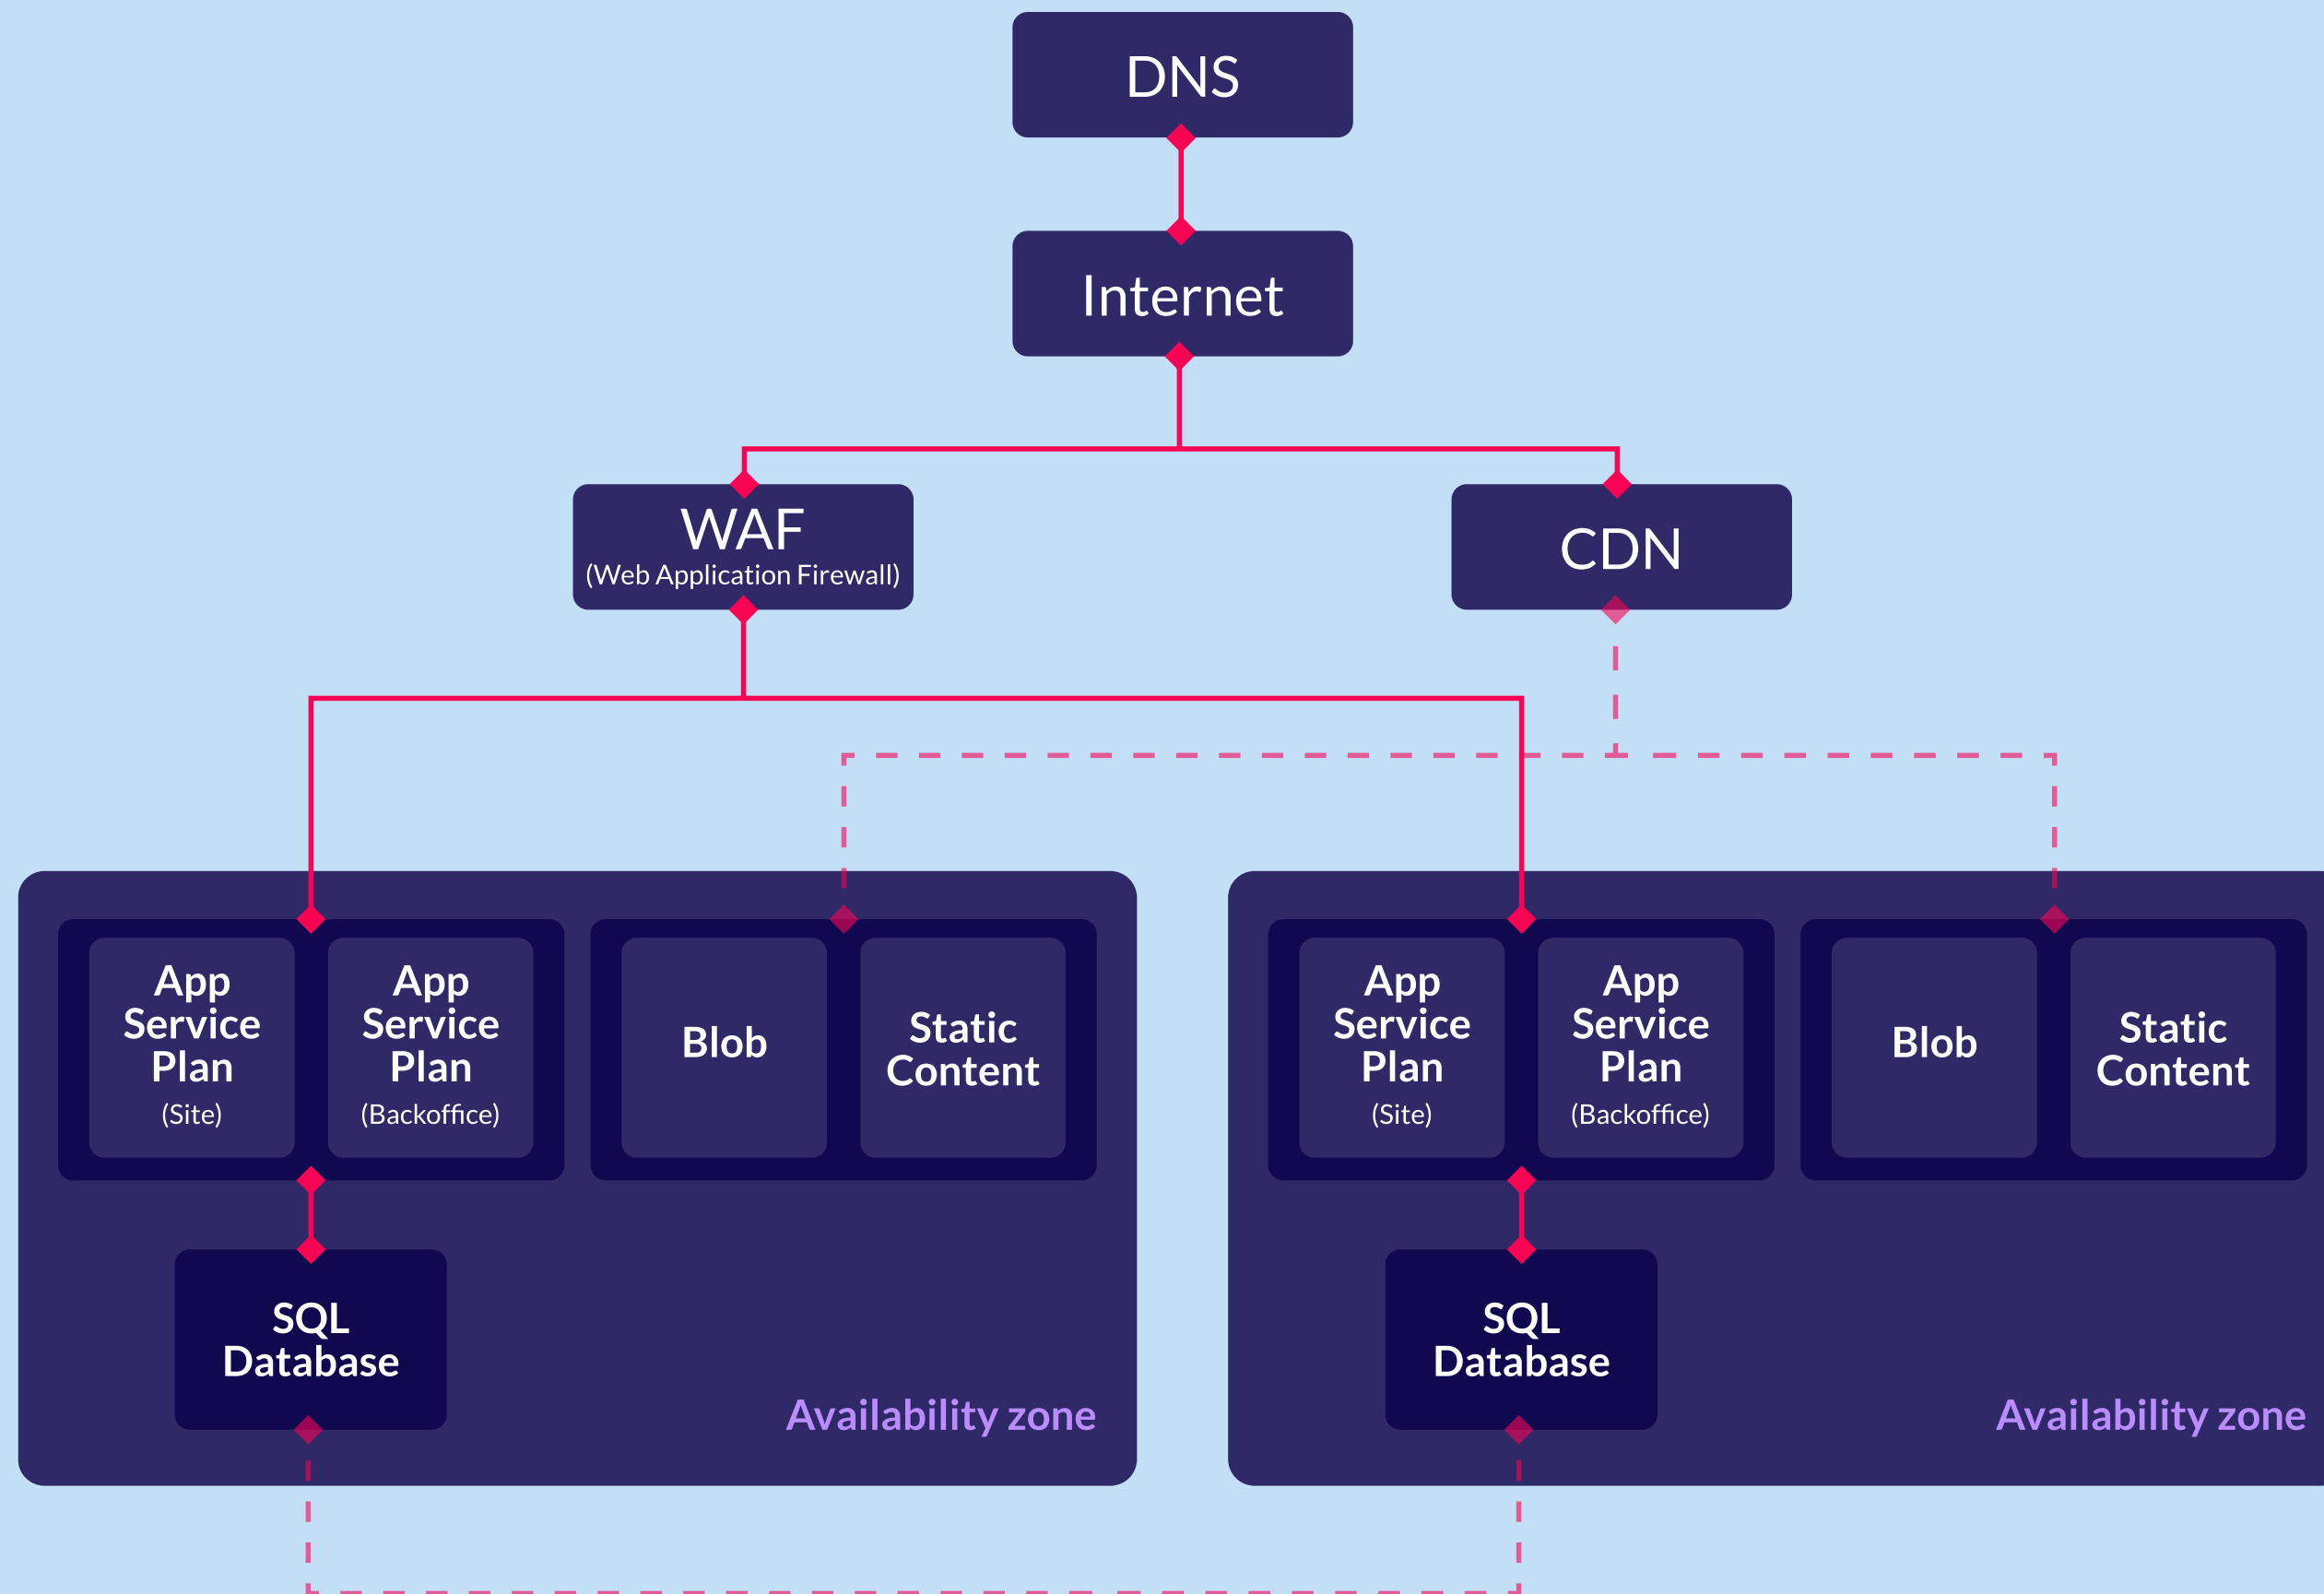 DNS
Internet
WAF
(Web Application Firewall)
CDN
App
Service
Plan
(Site)
App
Service
Plan
(Backoffice)
Blob
Static
Content
SQL
Database
Availability zone
App
Service
Plan
(Site)
App
Service
Plan
(Backoffice)
Blob
Static
Content
SQL
Database
Availability zone